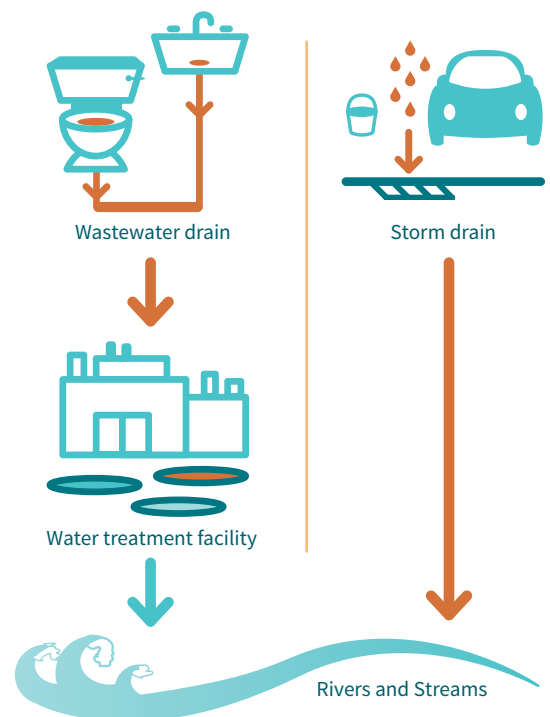 Wastewater drain
Storm drain
Water treatment facility
Rivers and Streams